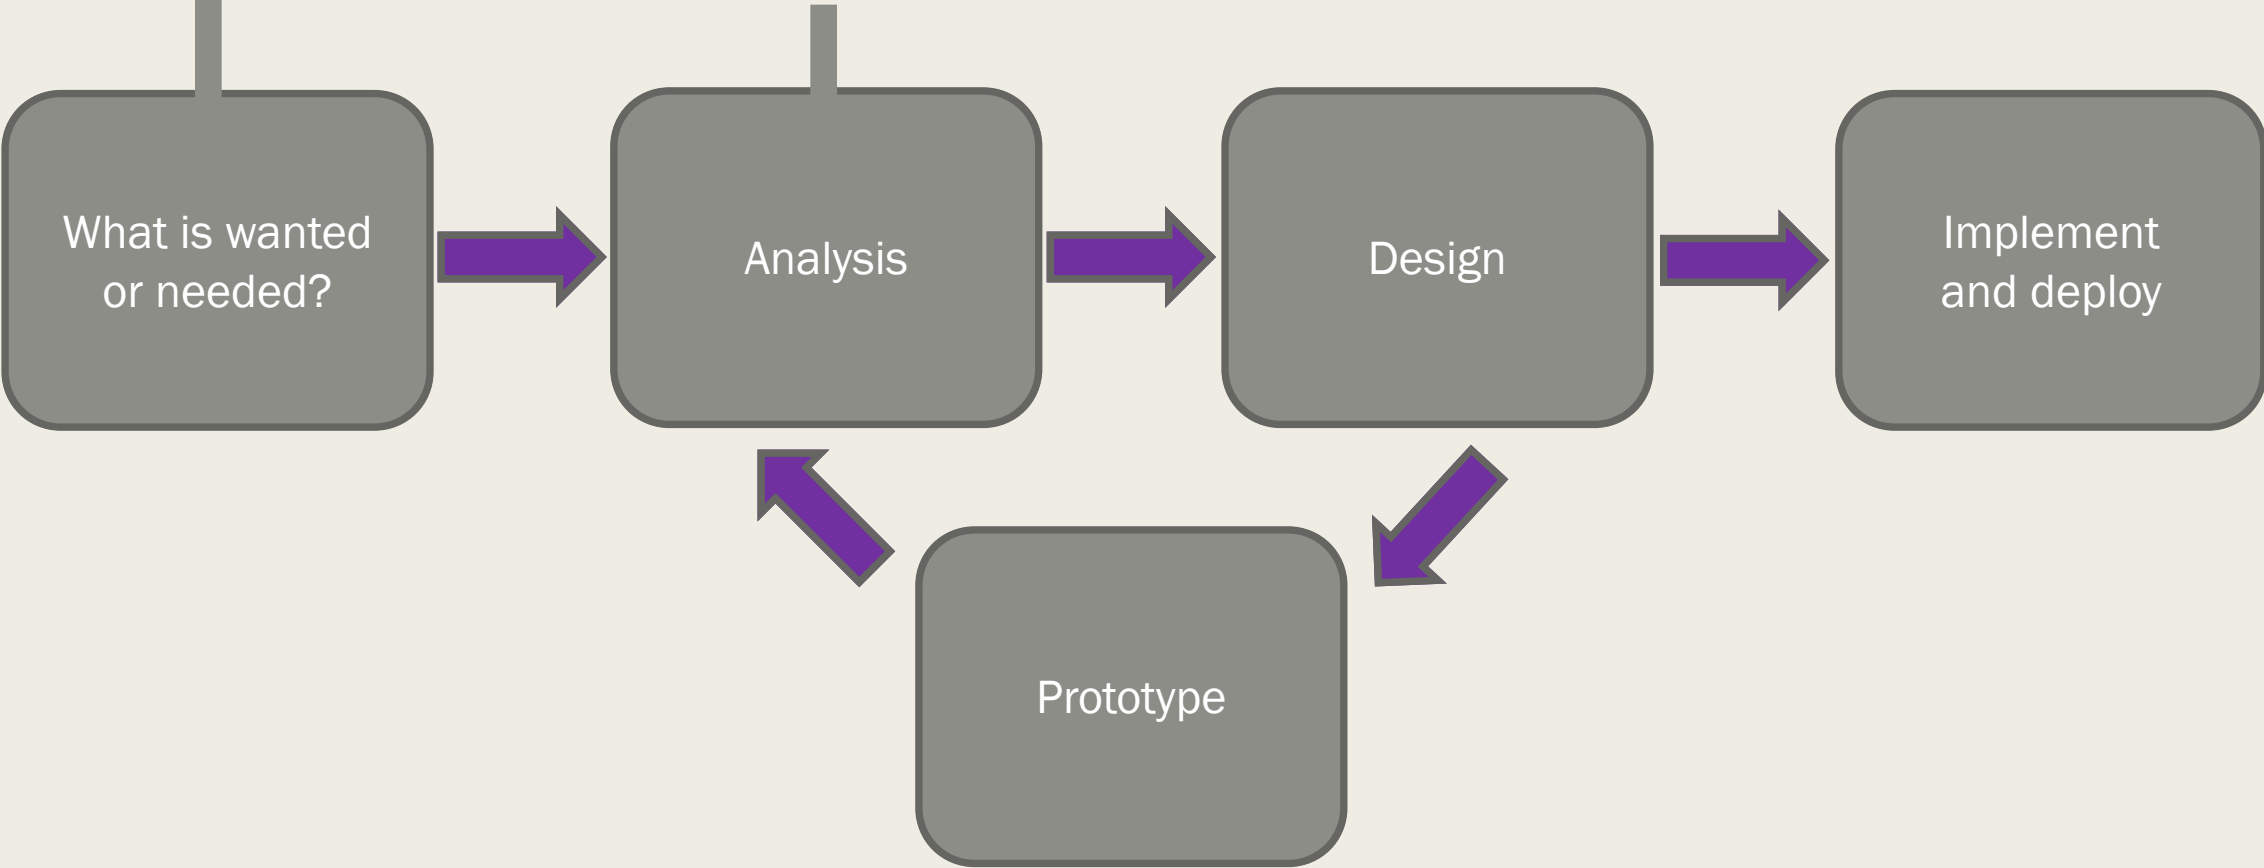 What is wanted
or needed?
Analysis
Design
Implement
and deploy
Prototype